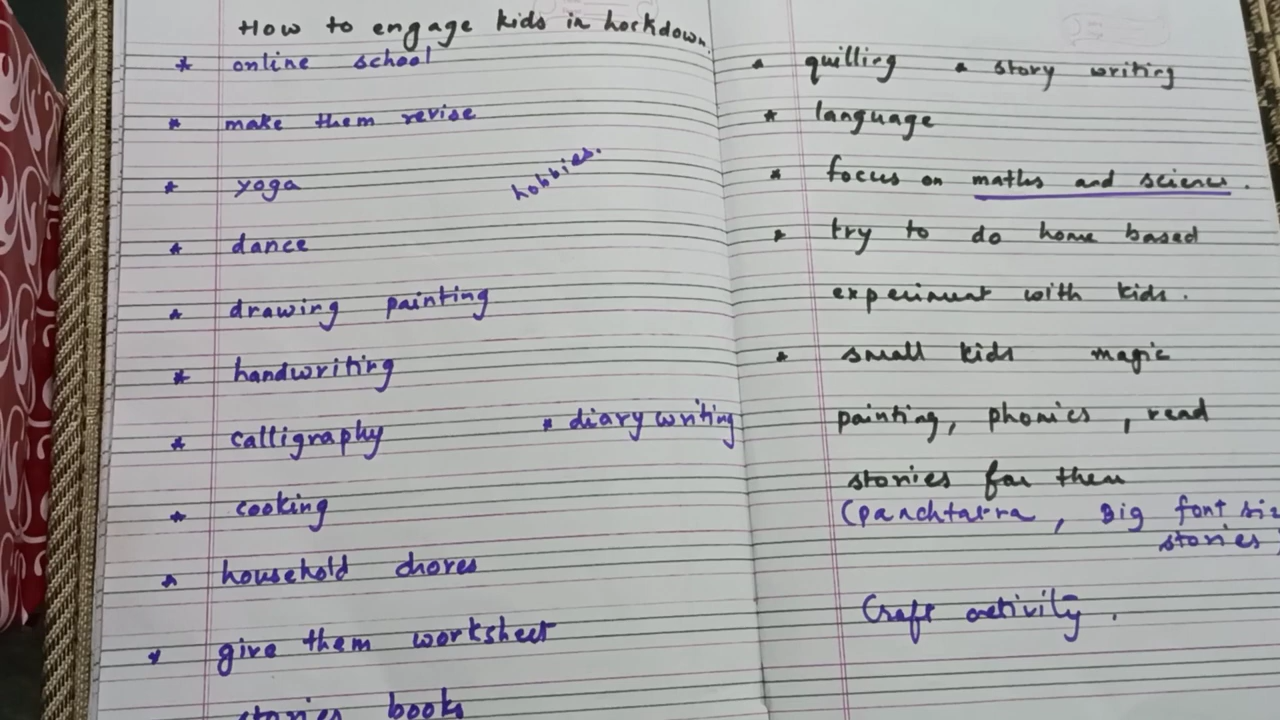 How to engage kids in Lockdown.
* online school
* make them revise
* yoga
hobbies.
* dance
* drawing painting
* handwriting
* calligraphy
* diary writing
* cooking
* household chores
* give them worksheet
stories books
* quilling * story writing
* language
* focus on maths and science.
* try to do home based
experiment with kids.
* small kids magic
painting, phonics, read
stories for them
(panchtatra, Big font siz
stories)
Craft activity.